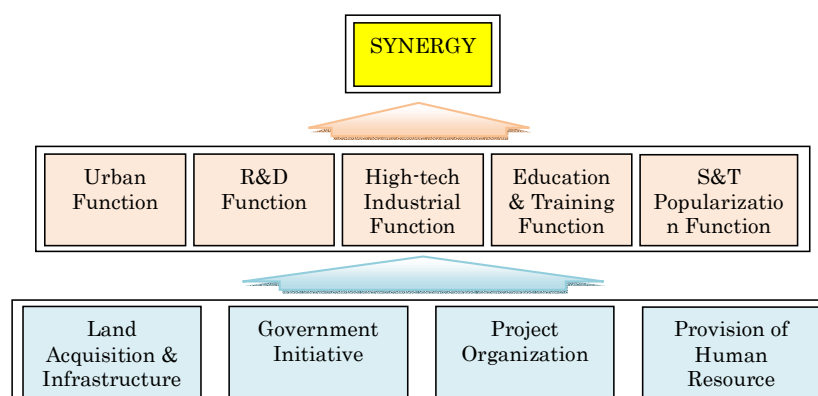 SYNERGY
Urban
Function
R&D
Function
High-tech
Industrial
Function
Education
& Training
Function
S&T
Popularizatio
n Function
Land
Acquisition &
Infrastructure
Government
Initiative
Project
Organization
Provision of
Human
Resource